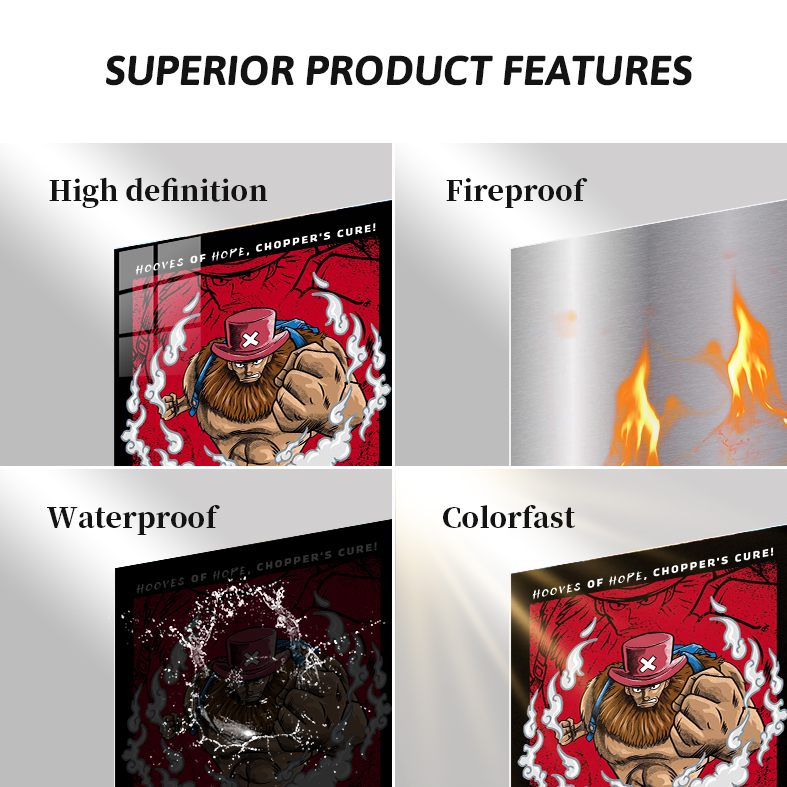 SUPERIOR PRODUCT FEATURES
High definition
HOOVES OF HOPE, CHOPPER'S CURE!
Fireproof
Waterproof
HOOVES OF HOPE, CHOPPER'S CURE!
Colorfast
HOOVES OF HOPE, CHOPPER'S CURE!